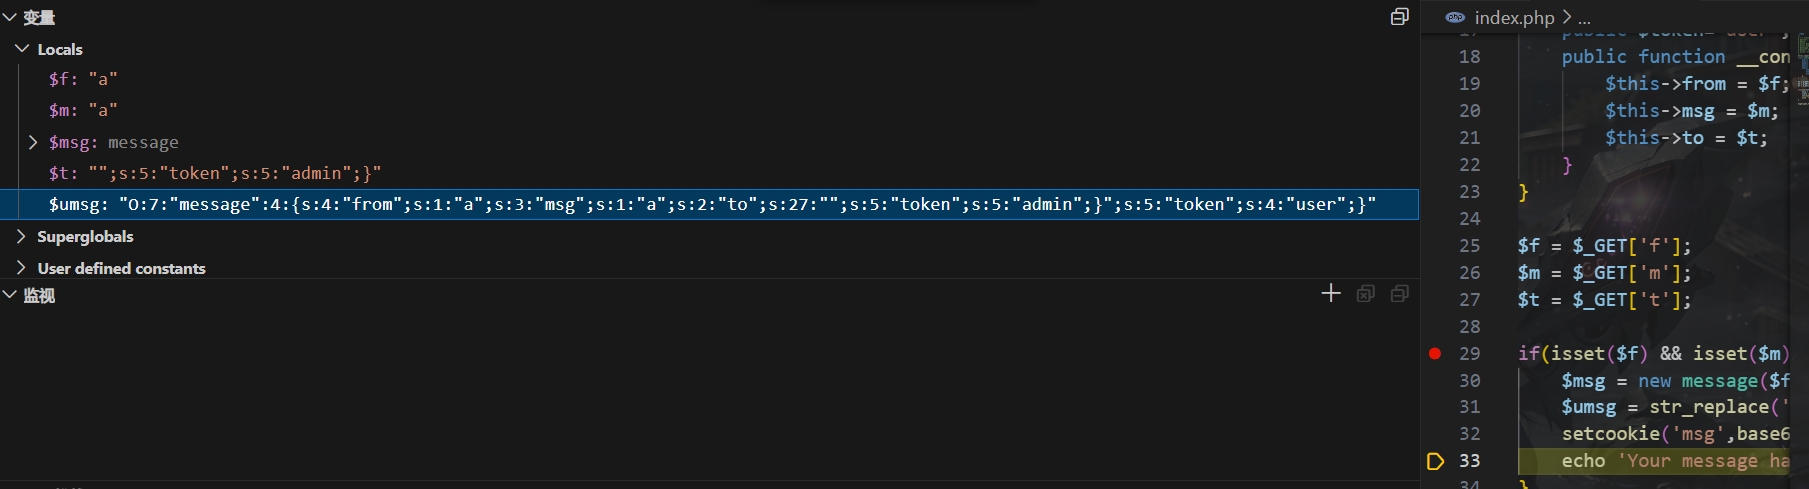 变量
Locals
$f: "a"
$m: "a"
$msg: message
$t: "";s:5:"token";s:5:"admin";}"
$umsg: "O:7:"message":4:{s:4:"from";s:1:"a";s:3:"msg";s:1:"a";s:2:"to";s:27:"";s:5:"token";s:5:"admin";}";s:5:"token";s:4:"user";}"
Superglobals
User defined constants
监视
php index.php > ...
17 public $token='user';
18 public function __con
19 $this->from = $f;
20 $this->msg = $m;
21 $this->to = $t;
22 }
23 }
24
25 $f = $_GET['f'];
26 $m = $_GET['m'];
27 $t = $_GET['t'];
28
29 if(isset($f) && isset($m)
30 $msg = new message($f
31 $umsg = str_replace('
32 setcookie('msg',base6
33 echo 'Your message ha
34 }